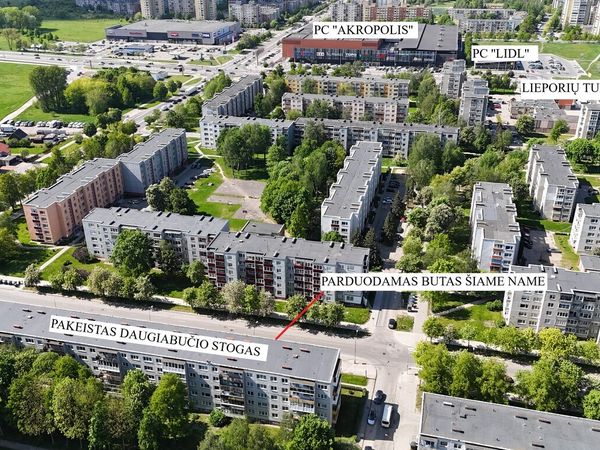 PC "AKROPOLIS"
PC "LIDL"
LIEPORIŲ TU
PARDUODAMAS BUTAS ŠIAME NAME
PAKEISTAS DAUGIABUČIO STOGAS